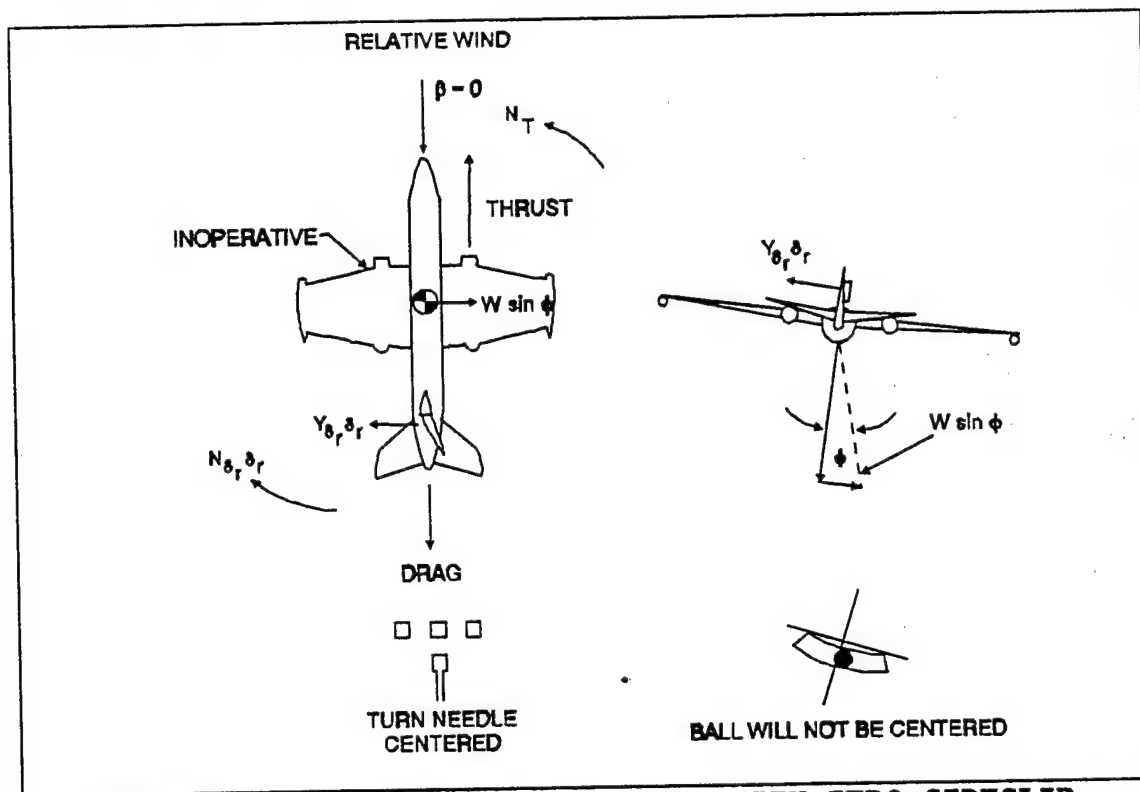 RELATIVE WIND
β = 0
N_T
THRUST
INOPERATIVE
W sin ϕ
Y_δr δ_r
N_δr δ_r
DRAG
TURN NEEDLE
CENTERED
Y_δr δ_r
W sin ϕ
ϕ
BALL WILL NOT BE CENTERED